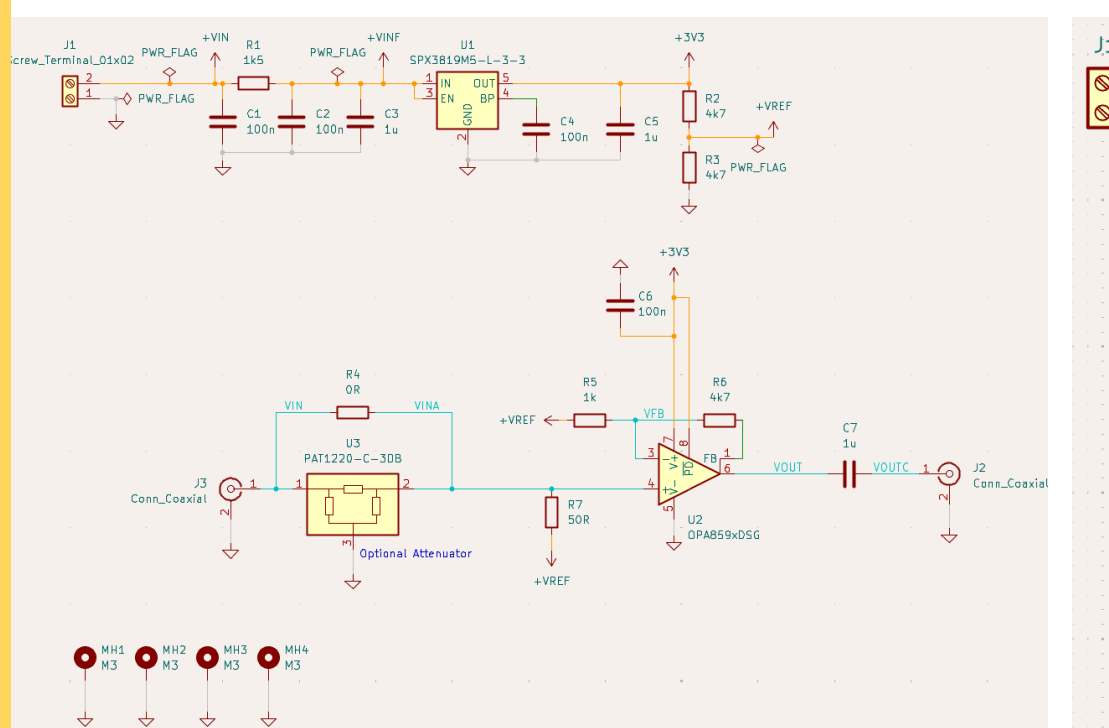 J1
Screw_Terminal_01x02
2
1
PWR_FLAG
PWR_FLAG
+VIN
R1
1k5
PWR_FLAG
+VINF
C1
100n
C2
100n
C3
1u
U1
SPX3819M5-L-3-3
1
IN
OUT
5
3
EN
BP
4
GND
2
C4
100n
C5
1u
+3V3
R2
4k7
+VREF
R3
4k7
PWR_FLAG
+3V3
C6
100n
R4
0R
VIN
VINA
U3
PAT1220-C-3DB
J3
Conn_Coaxial
1
2
1
2
3
Optional Attenuator
R5
1k
+VREF
VFB
R6
4k7
7
8
V+
PD
FB
1
3
-
6
4
+
V-
5
U2
OPA859xDSG
R7
50R
+VREF
VOUT
C7
1u
VOUTC
1
J2
Conn_Coaxial
2
MH1
M3
MH2
M3
MH3
M3
MH4
M3